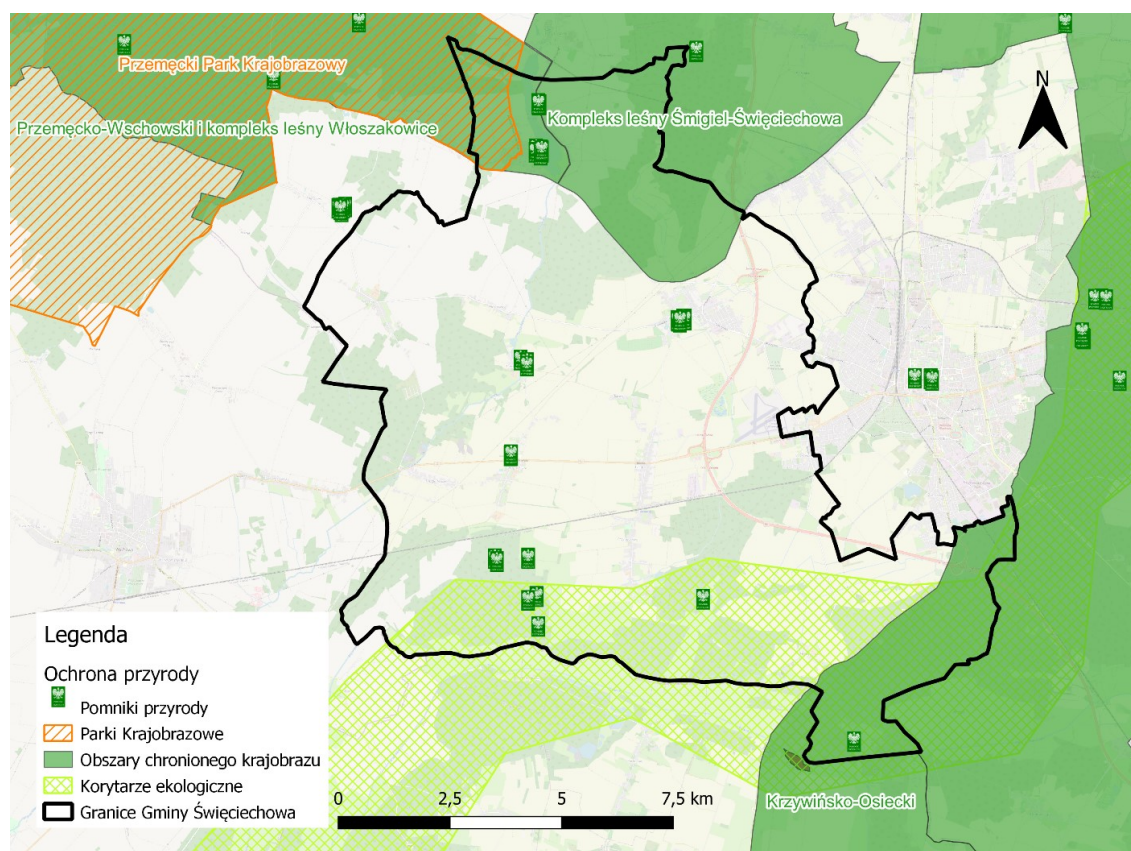 Przemęcki Park Krajobrazowy
Przemęcko-Wschowski i kompleks leśny Włoszakowice
Kompleks leśny Śmigiel-Święciechowa
N
Krzywińsko-Osiecki
Legenda
Ochrona przyrody
Pomniki przyrody
Parki Krajobrazowe
Obszary chronionego krajobrazu
Korytarze ekologiczne
Granice Gminy Święciechowa
0 2,5 5 7,5 km